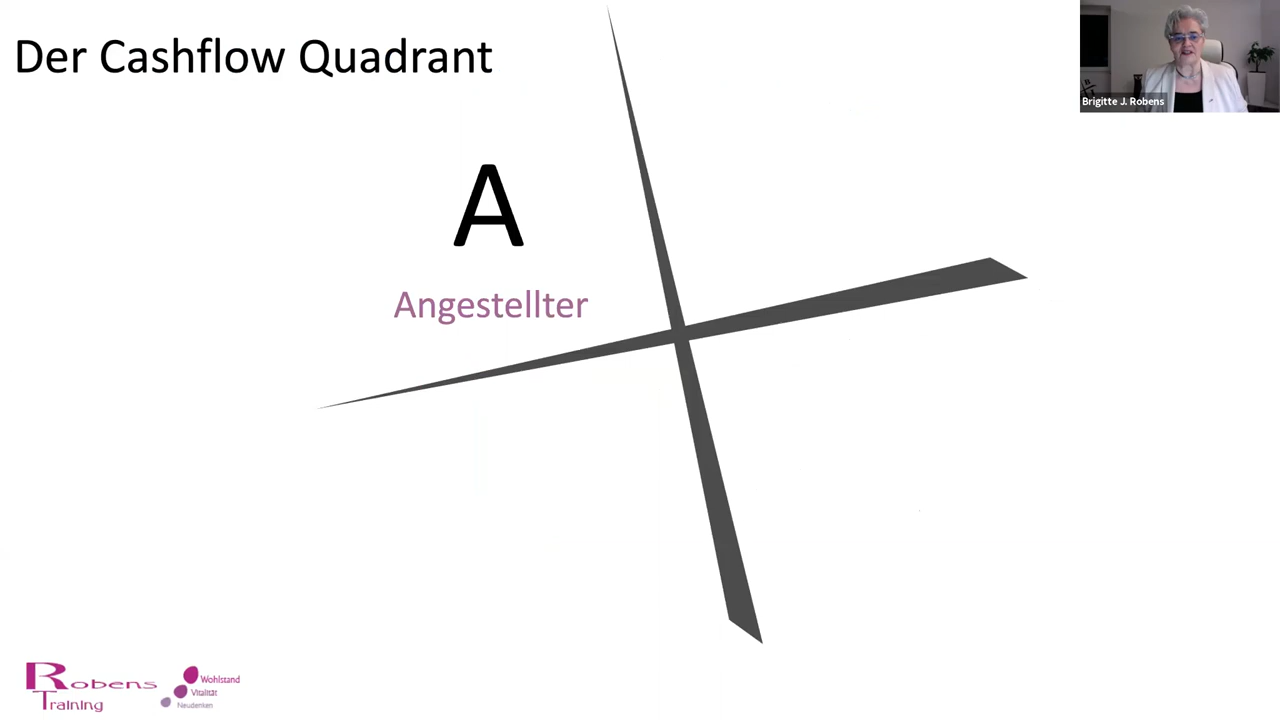 Der Cashflow Quadrant
Brigitte J. Robens
A
Angestellter
Robens
Training
Wohlstand
Vitalität
Neudenken